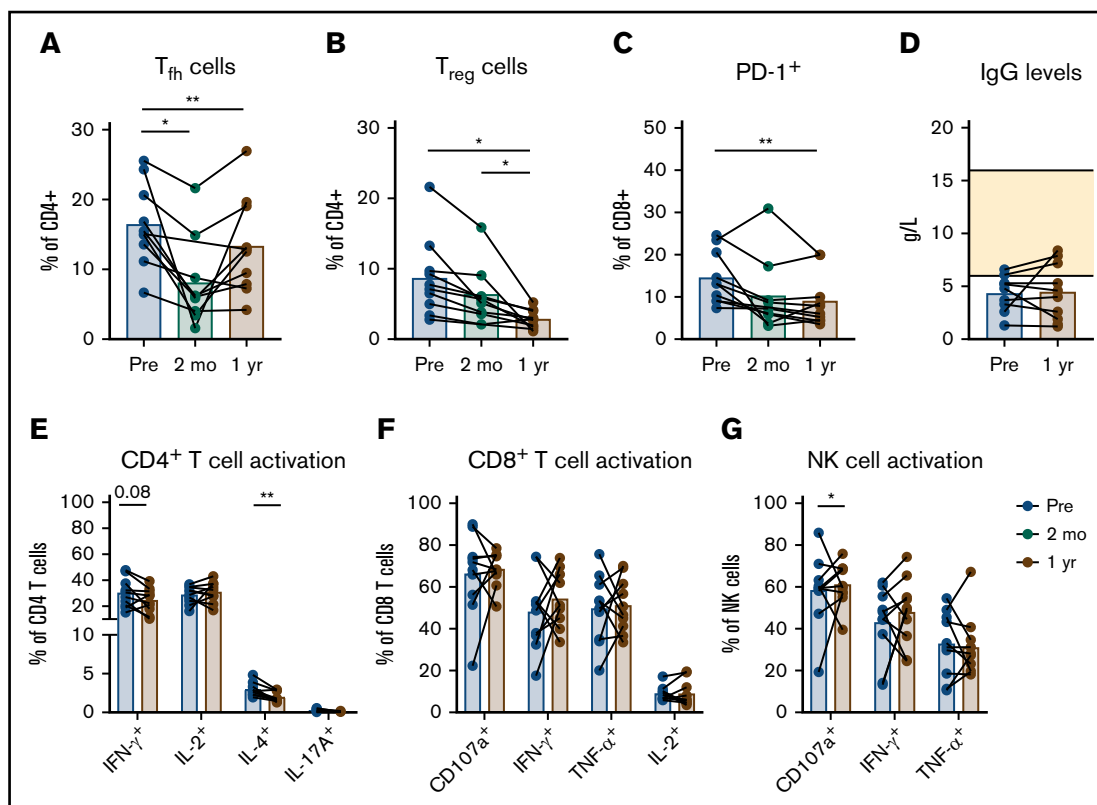 A
T_fh cells
**
*
30
20
10
0
% of CD4+
Pre 2 mo 1 yr
B
T_reg cells
*
*
30
20
10
0
% of CD4+
Pre 2 mo 1 yr
C
PD-1⁺
**
50
40
30
20
10
0
% of CD8+
Pre 2 mo 1 yr
D
IgG levels
20
15
10
5
0
g/L
Pre 1 yr
E
CD4⁺ T cell activation
0.08
**
100
80
60
40
20
10
5
0
% of CD4 T cells
IFN-γ⁺ IL-2⁺ IL-4⁺ IL-17A⁺
F
CD8⁺ T cell activation
100
80
60
40
20
0
% of CD8 T cells
CD107a⁺ IFN-γ⁺ TNF-α⁺ IL-2⁺
G
NK cell activation
*
100
80
60
40
20
0
% of NK cells
CD107a⁺ IFN-γ⁺ TNF-α⁺
Pre
2 mo
1 yr